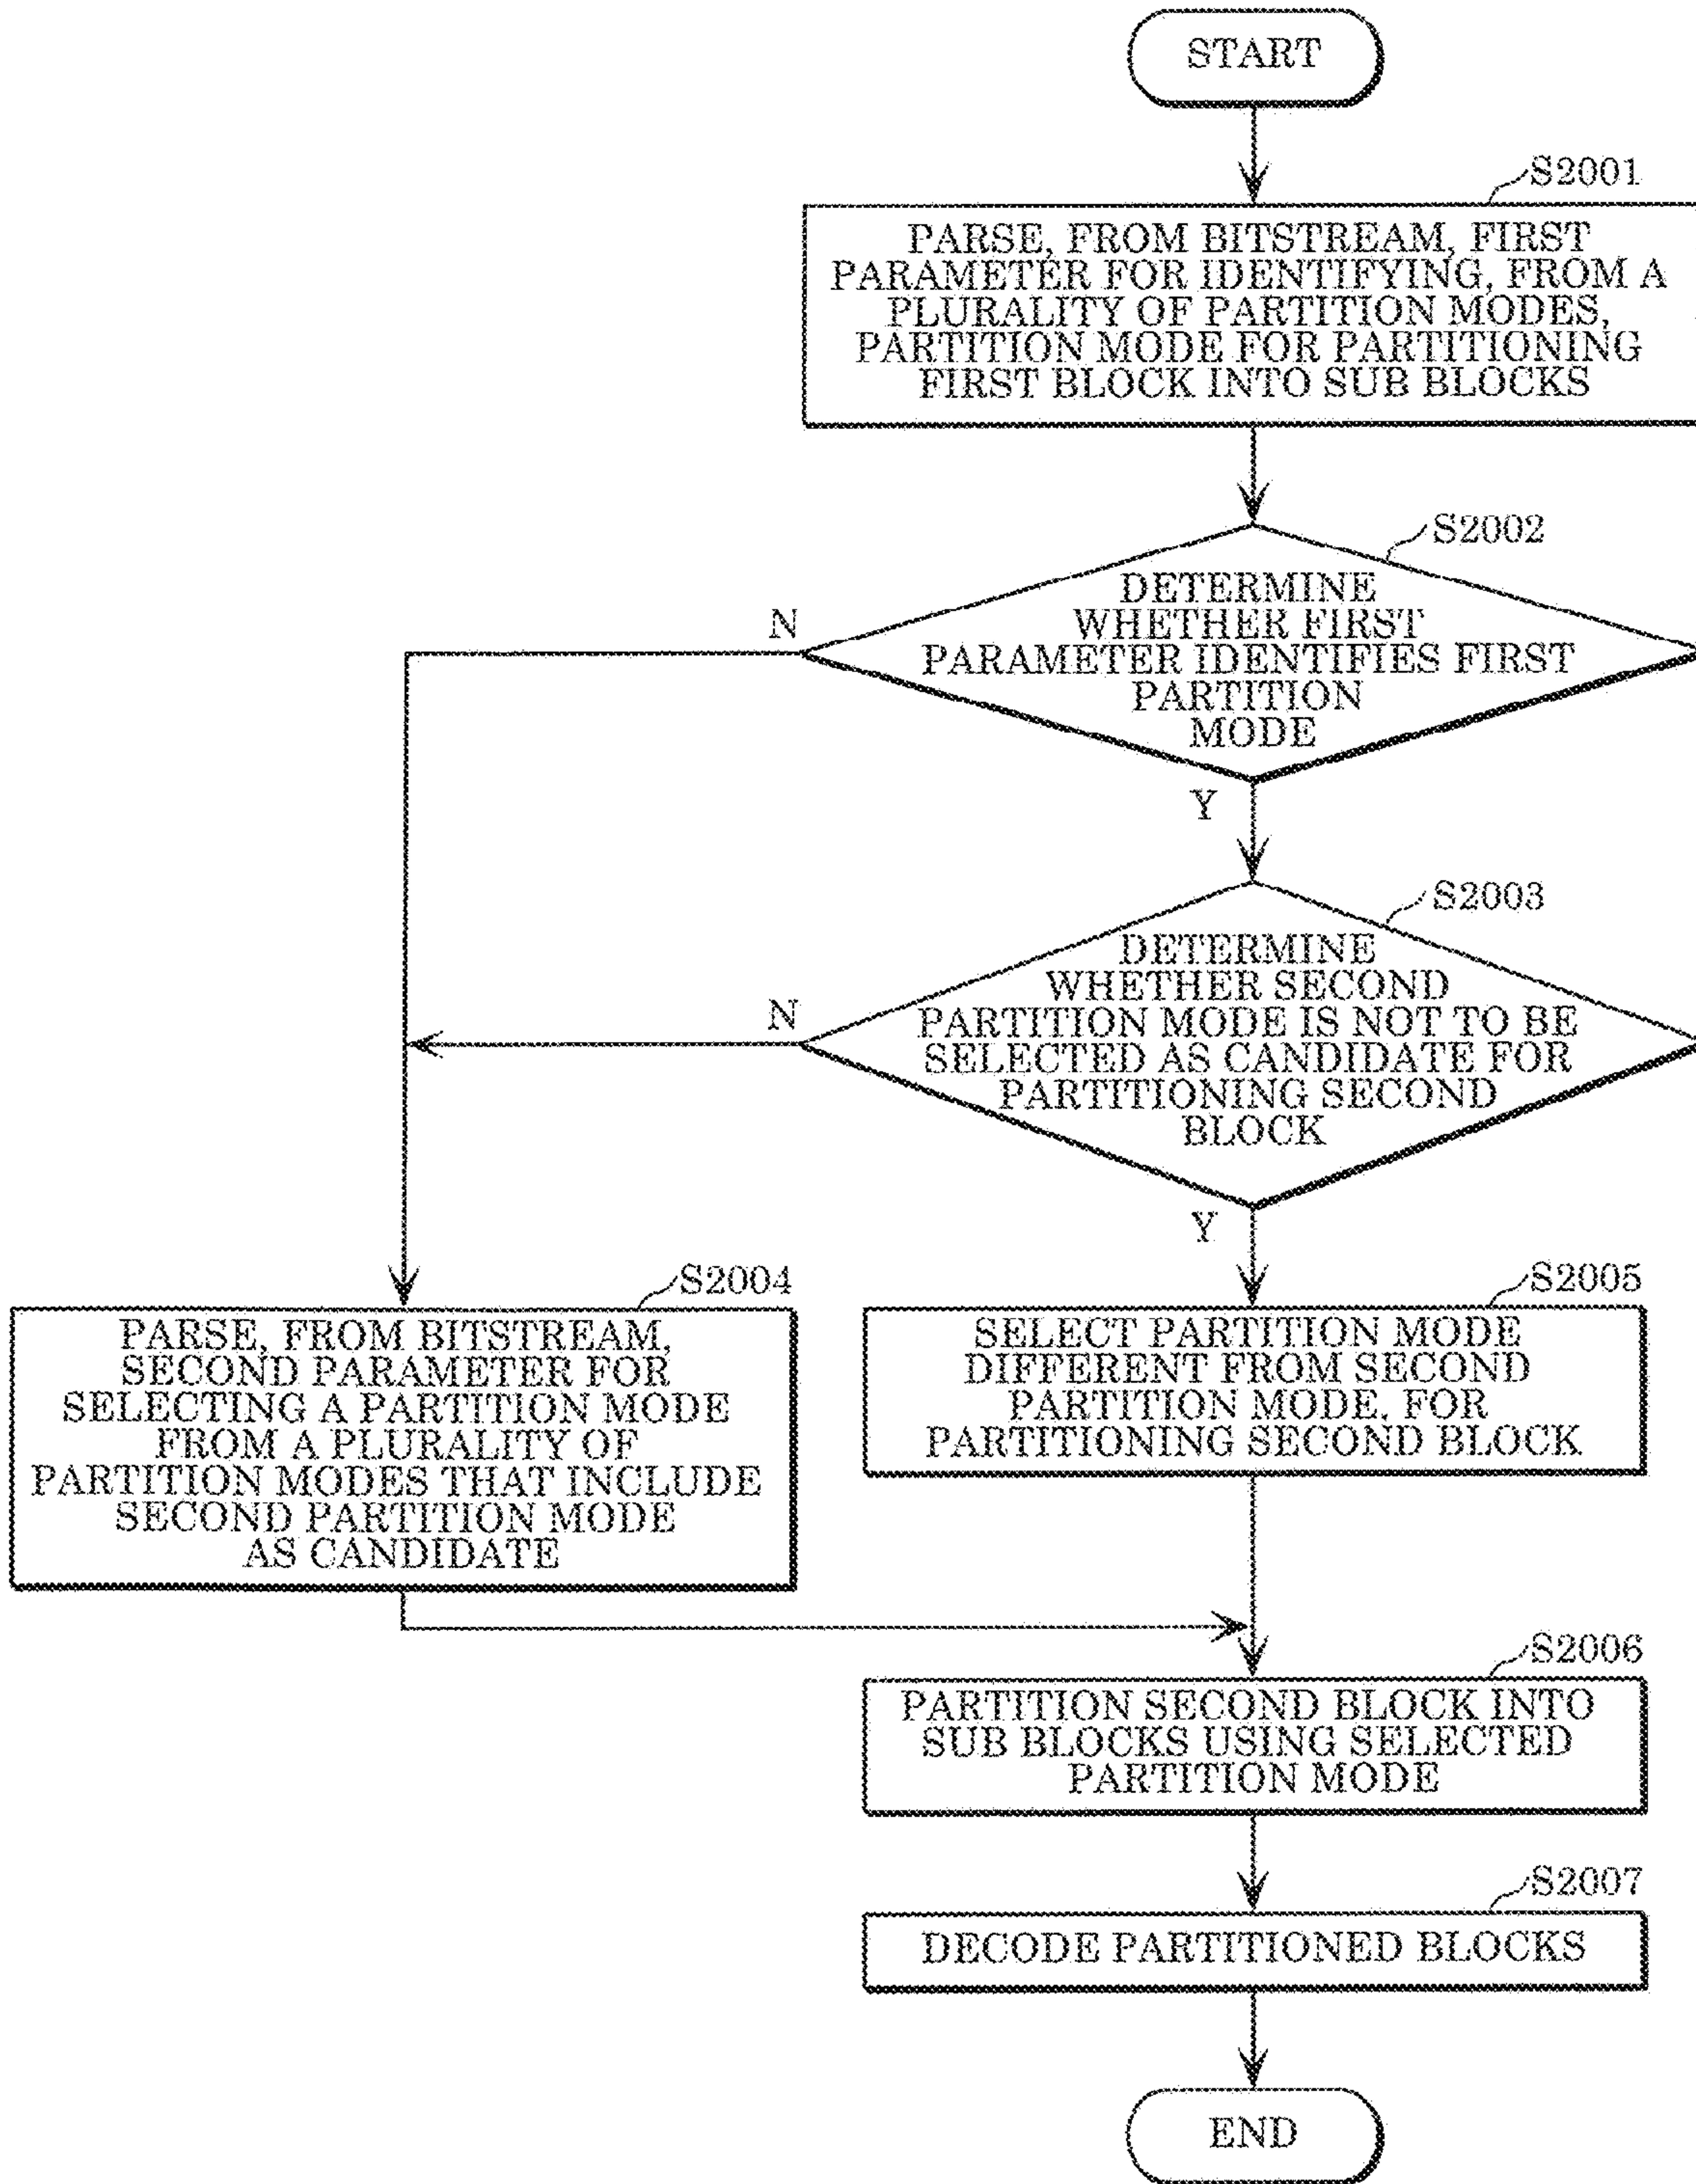 START
S2001
PARSE, FROM BITSTREAM, FIRST
PARAMETER FOR IDENTIFYING, FROM A
PLURALITY OF PARTITION MODES,
PARTITION MODE FOR PARTITIONING
FIRST BLOCK INTO SUB BLOCKS
S2002
DETERMINE
WHETHER FIRST
PARAMETER IDENTIFIES FIRST
PARTITION
MODE
N
Y
S2003
DETERMINE
WHETHER SECOND
PARTITION MODE IS NOT TO BE
SELECTED AS CANDIDATE FOR
PARTITIONING SECOND
BLOCK
N
Y
S2004
PARSE, FROM BITSTREAM,
SECOND PARAMETER FOR
SELECTING A PARTITION MODE
FROM A PLURALITY OF
PARTITION MODES THAT INCLUDE
SECOND PARTITION MODE
AS CANDIDATE
S2005
SELECT PARTITION MODE
DIFFERENT FROM SECOND
PARTITION MODE, FOR
PARTITIONING SECOND BLOCK
S2006
PARTITION SECOND BLOCK INTO
SUB BLOCKS USING SELECTED
PARTITION MODE
S2007
DECODE PARTITIONED BLOCKS
END